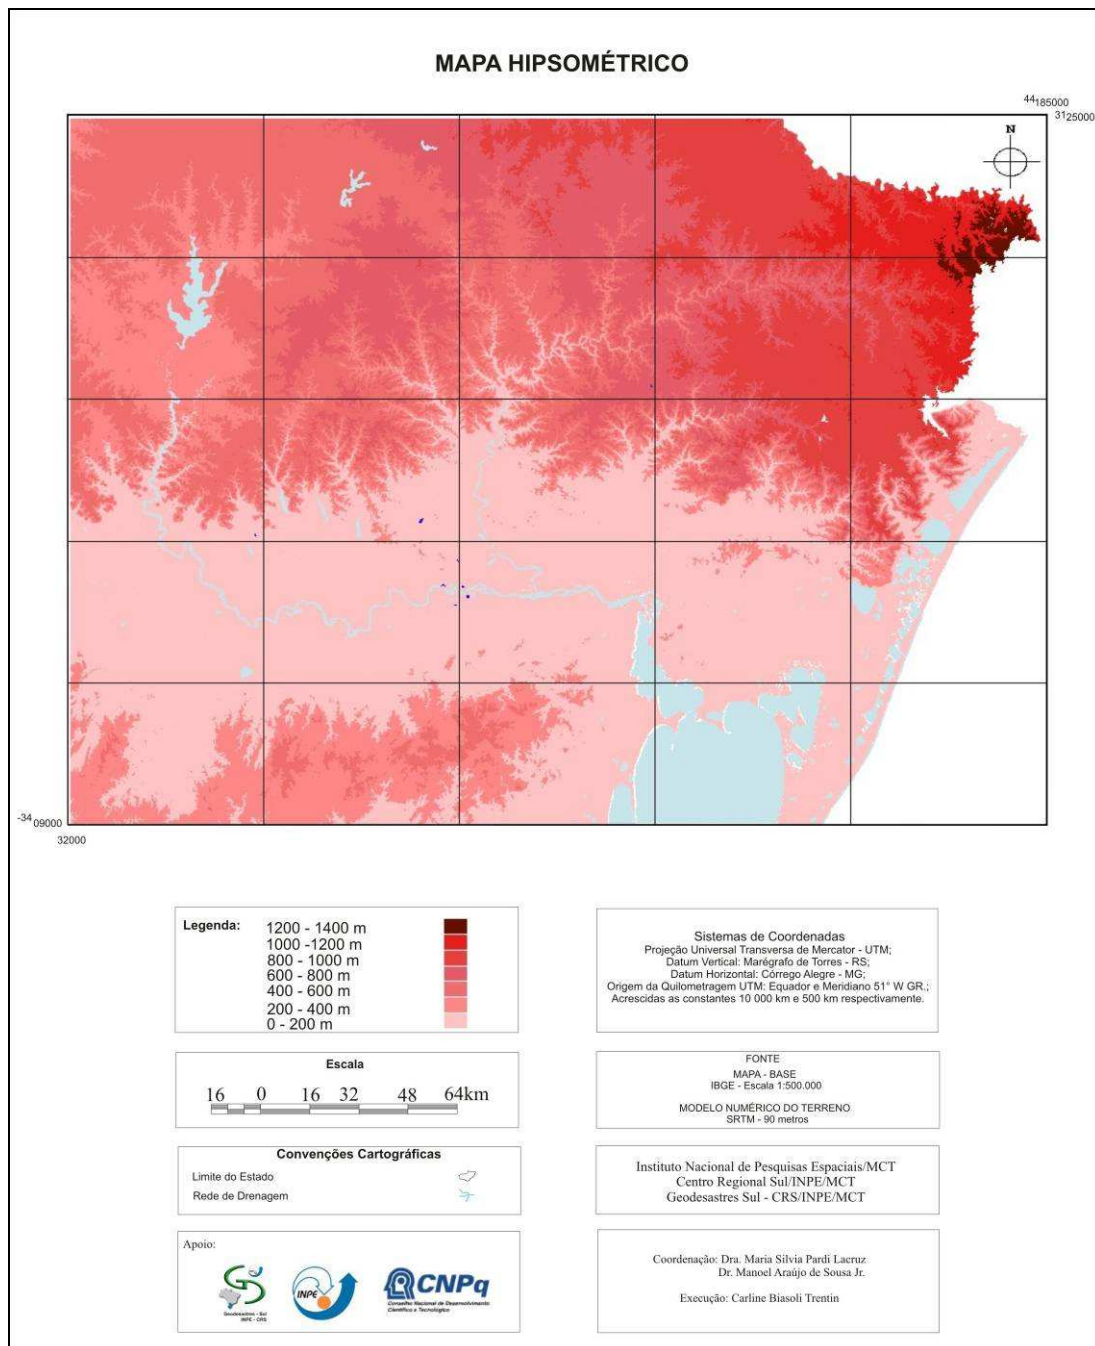 MAPA HIPSOMÉTRICO
44185000
3125000
N
-3409000
32000
Legenda:
1200 - 1400 m
1000 -1200 m
800 - 1000 m
600 - 800 m
400 - 600 m
200 - 400 m
0 - 200 m
Sistemas de Coordenadas
Projeção Universal Transversa de Mercator - UTM;
Datum Vertical: Marégrafo de Torres - RS;
Datum Horizontal: Córrego Alegre - MG;
Origem da Quilometragem UTM: Equador e Meridiano 51° W GR.;
Acrescidas as constantes 10 000 km e 500 km respectivamente.
Escala
16 0 16 32 48 64km
FONTE
MAPA - BASE
IBGE - Escala 1:500.000
MODELO NUMÉRICO DO TERRENO
SRTM - 90 metros
Convenções Cartográficas
Limite do Estado
Rede de Drenagem
Instituto Nacional de Pesquisas Espaciais/MCT
Centro Regional Sul/INPE/MCT
Geodesastres Sul - CRS/INPE/MCT
Apoio:
Geodesastres - Sul
INPE - CRS
INPE
CNPq
Conselho Nacional de Desenvolvimento
Científico e Tecnológico
Coordenação: Dra. Maria Silvia Pardi Lacruz
Dr. Manoel Araújo de Sousa Jr.
Execução: Carline Biasoli Trentin